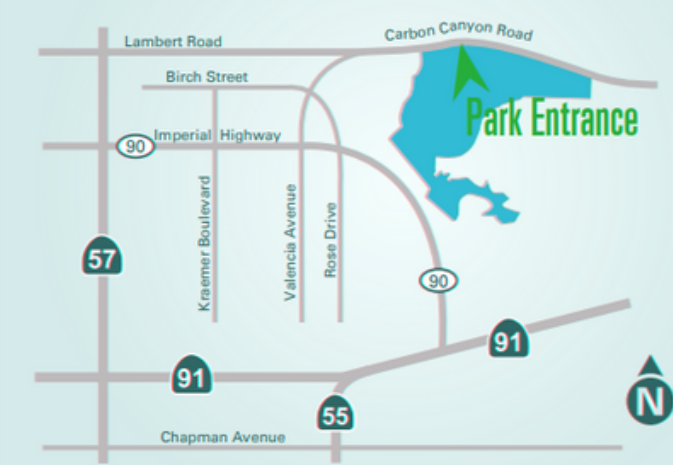 Carbon Canyon Road
Lambert Road
Birch Street
Park Entrance
90
Imperial Highway
Kraemer Boulevard
Valencia Avenue
Rose Drive
57
90
91
91
55
N
Chapman Avenue